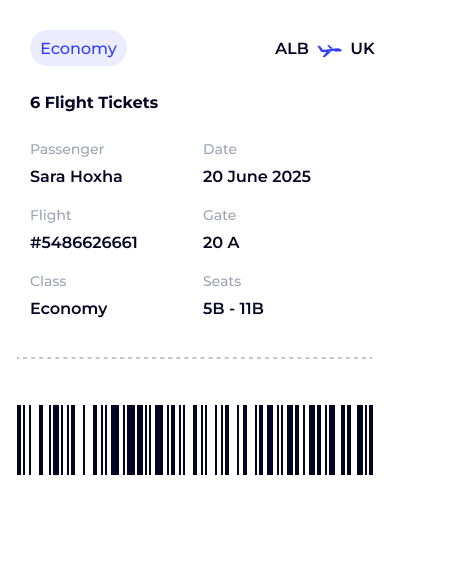 Economy
ALB UK
6 Flight Tickets
Passenger Date
Sara Hoxha 20 June 2025
Flight Gate
#5486626661 20 A
Class Seats
Economy 5B - 11B